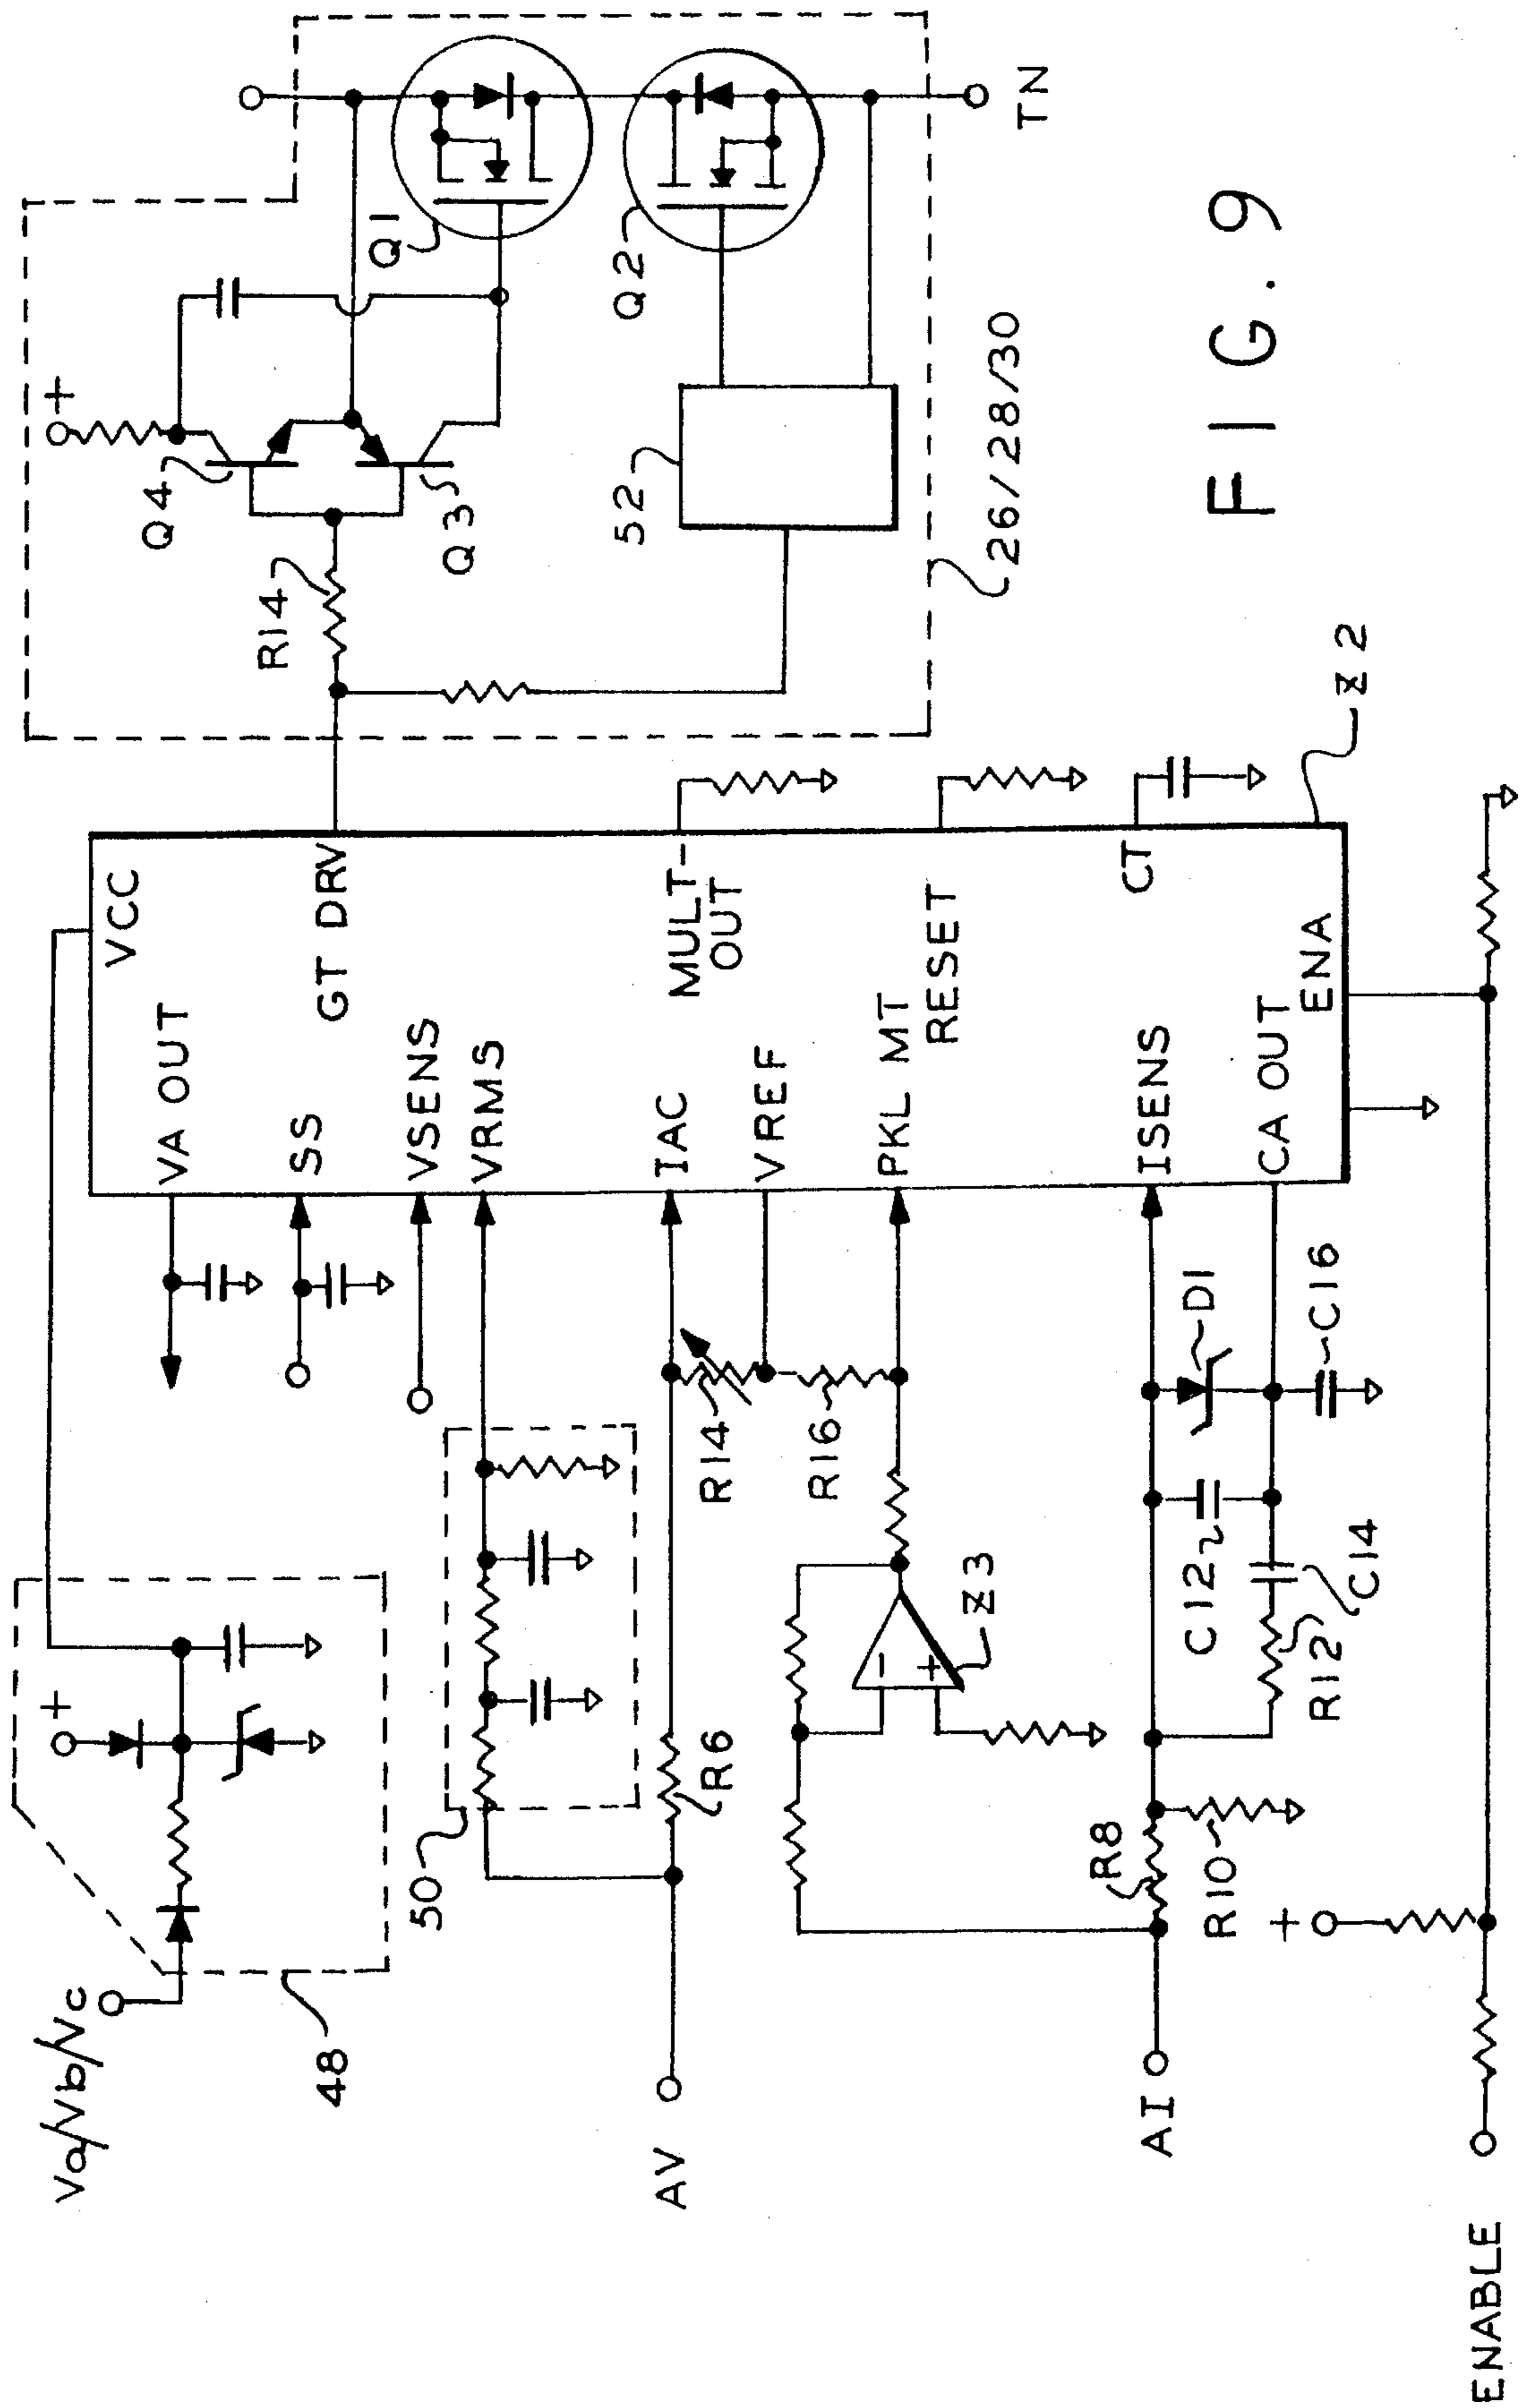 Va/Vb/Vc
+
48
50
AV
R6
R14
R16
Z3
-
+
AI
R8
R10
+
R12
C12
C14
D1
C16
ENABLE
VCC
VA OUT
SS
GT DRV
VSENS
VRMS
IAC
MULT-
OUT
VREF
PKL MT
RESET
ISENS
CT
CA OUT
ENA
Z2
R14
Q4
+
Q3
Q1
Q2
52
26/28/30
TN
FIG. 9